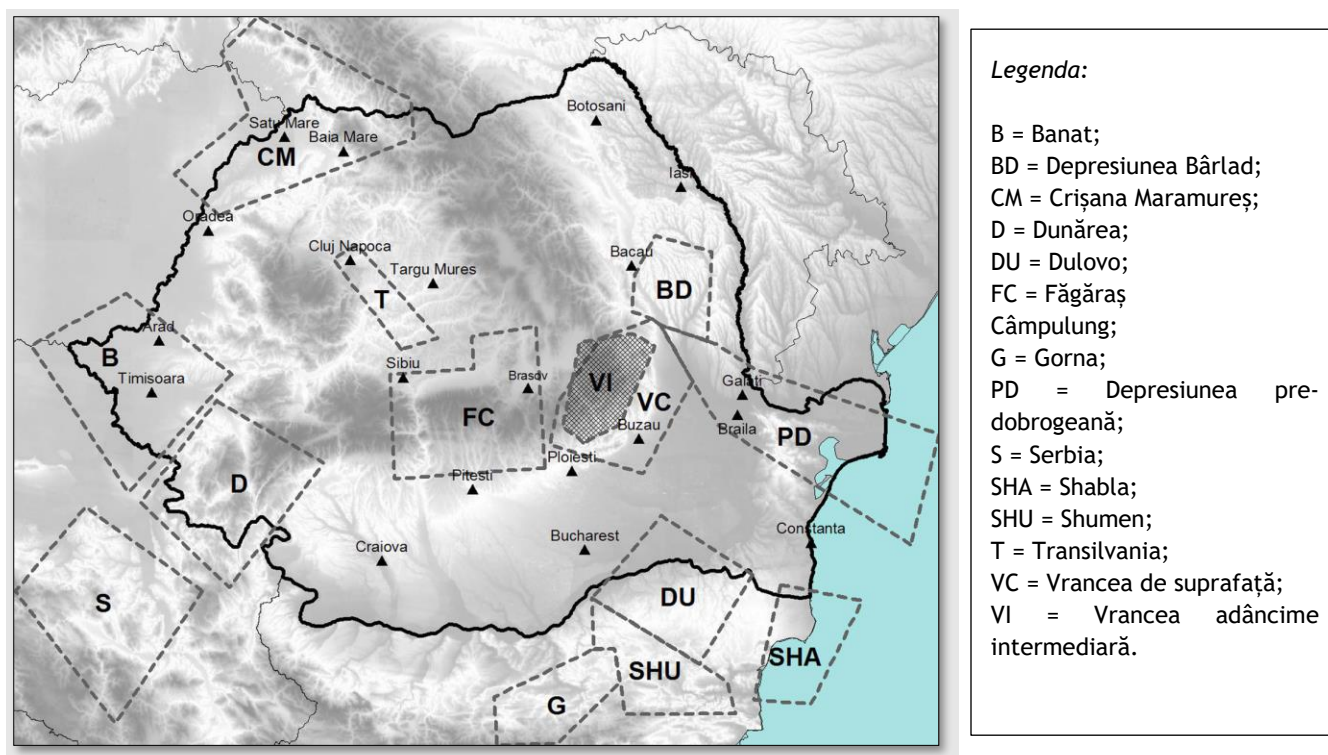 Botosani
Satu Mare
Baia Mare
CM
Iasi
Oradea
Cluj Napoca
Bacau
Targu Mures
BD
T
Arad
B
Timisoara
Sibiu
Brasov
VI
Galati
VC
FC
Braila
Buzau
PD
Ploiesti
Pitesti
D
Constanta
Bucharest
Craiova
S
DU
SHA
SHU
G
Legenda:
B = Banat;
BD = Depresiunea Bârlad;
CM = Crișana Maramureș;
D = Dunărea;
DU = Dulovo;
FC = Făgăraș
Câmpulung;
G = Gorna;
PD = Depresiunea pre-
dobrogeană;
S = Serbia;
SHA = Shabla;
SHU = Shumen;
T = Transilvania;
VC = Vrancea de suprafață;
VI = Vrancea adâncime
intermediară.